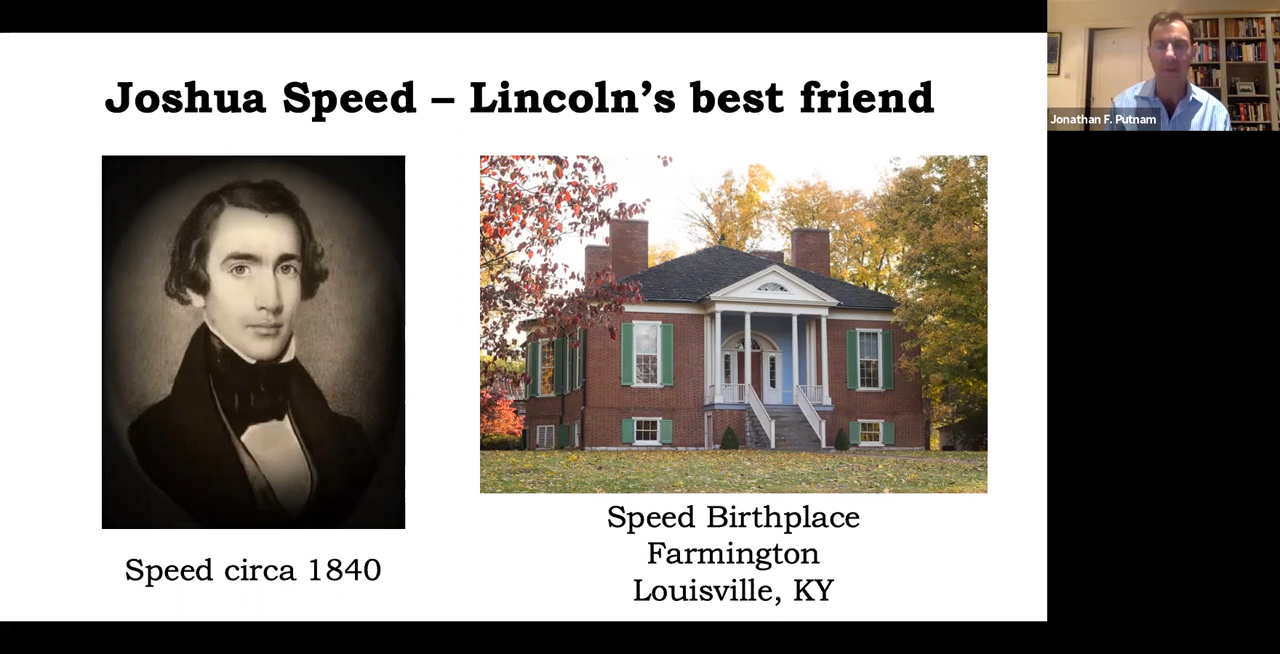 Joshua Speed – Lincoln’s best friend
Jonathan F. Putnam
Speed circa 1840
Speed Birthplace
Farmington
Louisville, KY